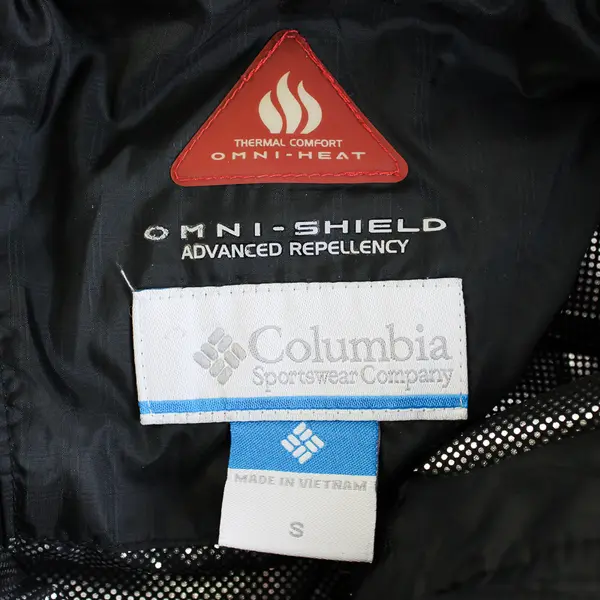 THERMAL COMFORT
OMNI-HEAT
OMNI-SHIELD
ADVANCED REPELLENCY
Columbia
Sportswear Company
MADE IN VIETNAM
S